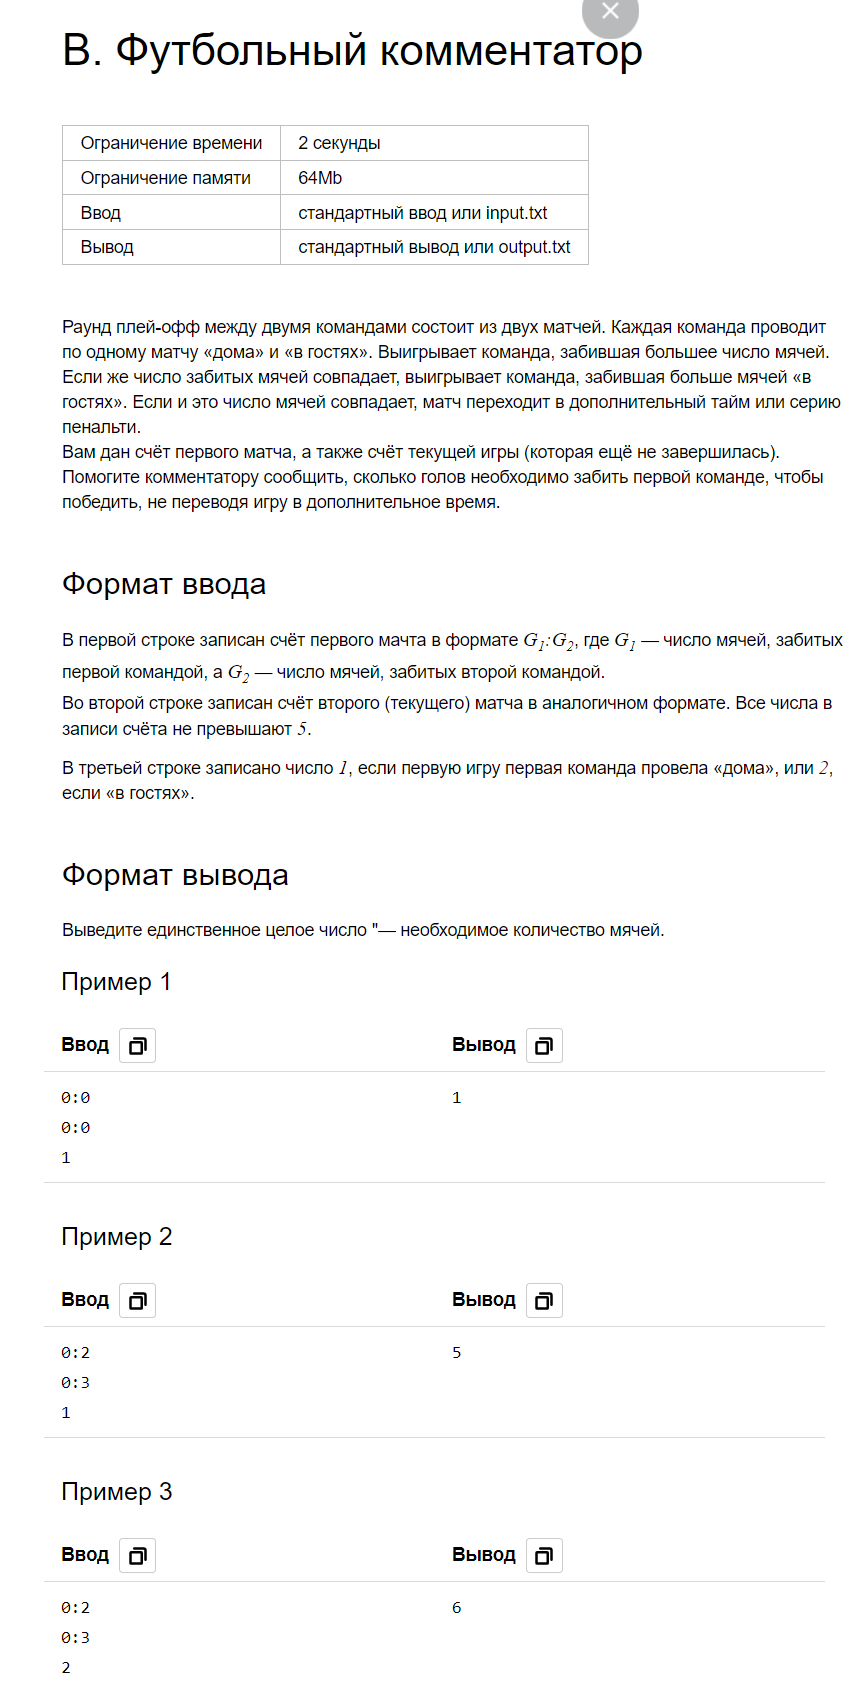 В. Футбольный комментатор
Ограничение времени 2 секунды
Ограничение памяти 64Mb
Ввод стандартный ввод или input.txt
Вывод стандартный вывод или output.txt
Раунд плей-офф между двумя командами состоит из двух матчей. Каждая команда проводит
по одному матчу «дома» и «в гостях». Выигрывает команда, забившая большее число мячей.
Если же число забитых мячей совпадает, выигрывает команда, забившая больше мячей «в
гостях». Если и это число мячей совпадает, матч переходит в дополнительный тайм или серию
пенальти.
Вам дан счёт первого матча, а также счёт текущей игры (которая ещё не завершилась).
Помогите комментатору сообщить, сколько голов необходимо забить первой команде, чтобы
победить, не переводя игру в дополнительное время.
Формат ввода
В первой строке записан счёт первого мачта в формате G1:G2, где G1 — число мячей, забитых
первой командой, а G2 — число мячей, забитых второй командой.
Во второй строке записан счёт второго (текущего) матча в аналогичном формате. Все числа в
записи счёта не превышают 5.
В третьей строке записано число 1, если первую игру первая команда провела «дома», или 2,
если «в гостях».
Формат вывода
Выведите единственное целое число "— необходимое количество мячей.
Пример 1
Ввод Вывод
0:0 1
0:0
1
Пример 2
Ввод Вывод
0:2 5
0:3
1
Пример 3
Ввод Вывод
0:2 6
0:3
2